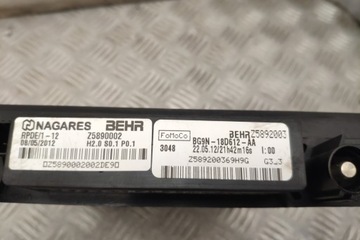 NAGARES BEHR
RPDE/1-12 Z5890002
08/05/2012 H2.0 S0.1 P0.1
Z5890002002DE9
FoMoCo BEHR Z5892003
BG9N-18D612-AA
3048 22.05.12/21h42m16s I:00
Z589200369H9G G3_3